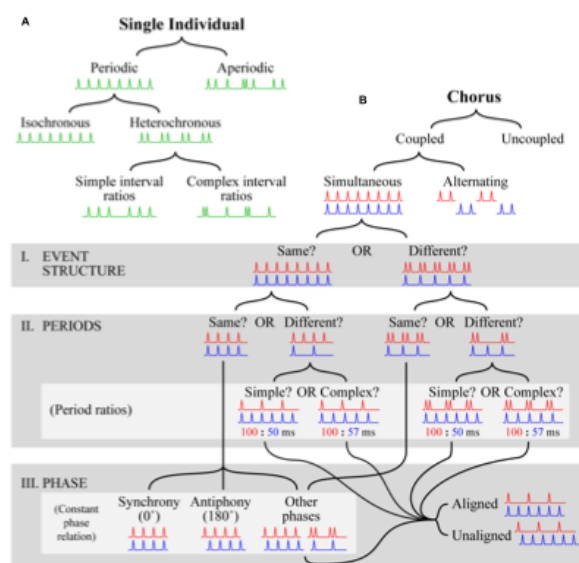 A
Single Individual
Periodic
Aperiodic
Isochronous
Heterochronous
Simple interval
ratios
Complex interval
ratios
B
Chorus
Coupled
Uncoupled
Simultaneous
Alternating
I. EVENT
STRUCTURE
Same? OR Different?
II. PERIODS
Same? OR Different?
Same? OR Different?
(Period ratios)
Simple? OR Complex?
100 : 50 ms
100 : 57 ms
Simple? OR Complex?
100 : 50 ms
100 : 57 ms
III. PHASE
(Constant
phase
relation)
Synchrony
(0°)
Antiphony
(180°)
Other
phases
Aligned
Unaligned